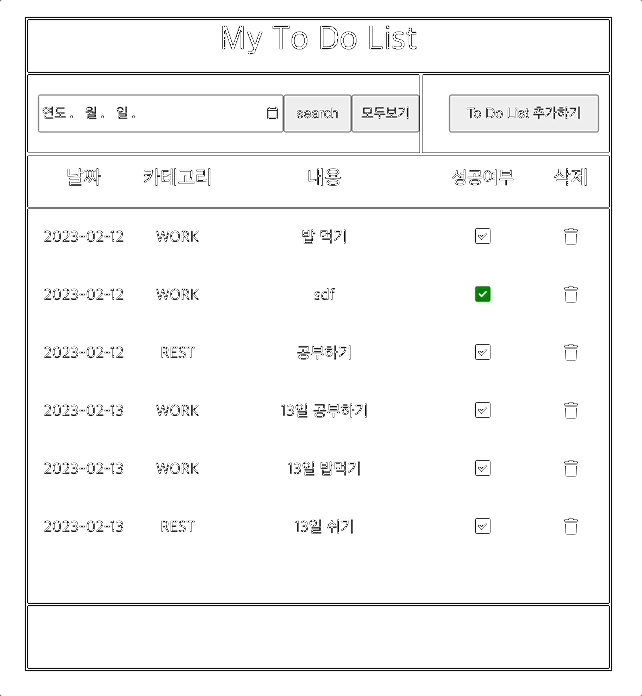 My To Do List
연도. 월. 일. search 모두보기 To Do List 추가하기
날짜 카테고리 내용 성공여부 삭제
2023-02-12 WORK 밥 먹기
2023-02-12 WORK sdf
2023-02-12 REST 공부하기
2023-02-13 WORK 13일 공부하기
2023-02-13 WORK 13일 밥먹기
2023-02-13 REST 13일 쉬기